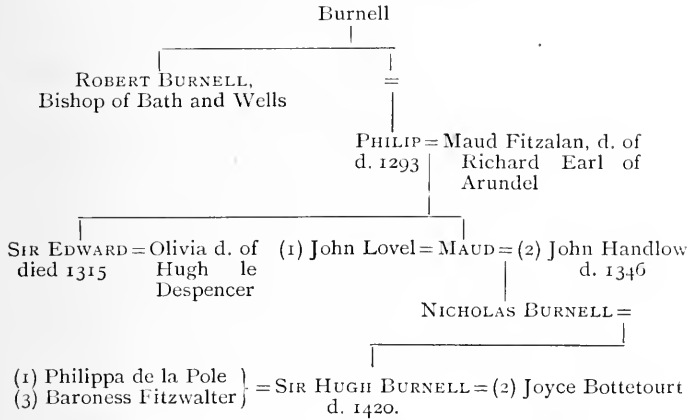 Burnell
ROBERT BURNELL,
Bishop of Bath and Wells
=
PHILIP = Maud Fitzalan, d. of
d. 1293 Richard Earl of
Arundel
SIR EDWARD = Olivia d. of (1) John Lovel = MAUD = (2) John Handlow
died 1315 Hugh le d. 1346
Despencer
NICHOLAS BURNELL =
(1) Philippa de la Pole
(3) Baroness Fitzwalter } = SIR HUGH BURNELL = (2) Joyce Bottetourt
d. 1420.